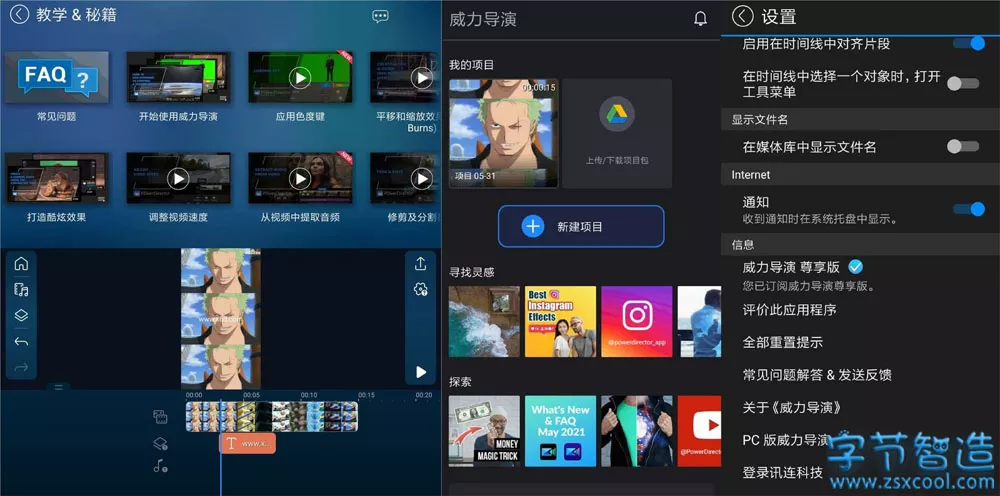 教学 & 秘籍
FAQ ?
常见问题
开始使用威力导演
应用色度键
平移和缩放效果
Burns)
打造酷炫效果
调整视频速度
从视频中提取音频
修剪及分割
00:00
00:05
00:10
00:15
00:20
T www.x...
威力导演
我的项目
00:00:15
项目 05-31
上传/下载项目包
新建项目
寻找灵感
Best
Instagram
Effects
@powerdirector_app
探索
MONEY
MAGIC TRICK
What's New
& FAQ
May 2021
@PowerDirector
设置
启用在时间线中对齐片段
在时间线中选择一个对象时，打开
工具菜单
显示文件名
在媒体库中显示文件名
Internet
通知
收到通知时在系统托盘中显示。
信息
威力导演 尊享版
您已订阅威力导演尊享版。
评价此应用程序
全部重置提示
常见问题解答 & 发送反馈
关于《威力导演》
PC 版威力导演
登录讯连科技
字节智造
www.zsxcool.com